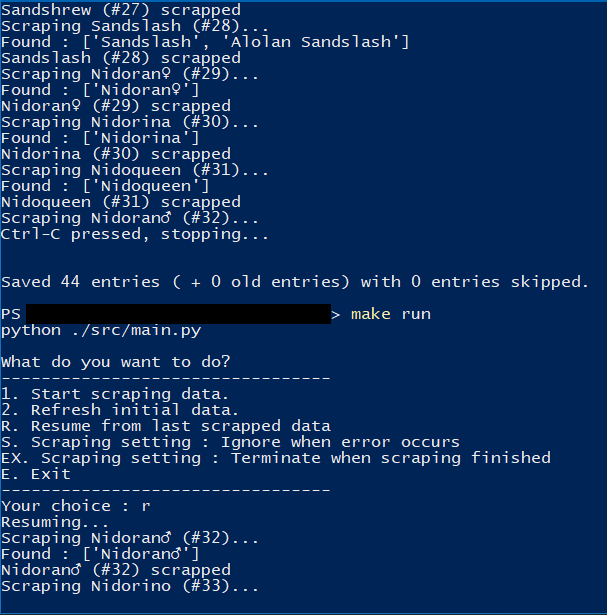 Sandshrew (#27) scrapped
Scraping Sandslash (#28)...
Found : ['Sandslash', 'Alolan Sandslash']
Sandslash (#28) scrapped
Scraping Nidoran♀ (#29)...
Found : ['Nidoran♀']
Nidoran♀ (#29) scrapped
Scraping Nidorina (#30)...
Found : ['Nidorina']
Nidorina (#30) scrapped
Scraping Nidoqueen (#31)...
Found : ['Nidoqueen']
Nidoqueen (#31) scrapped
Scraping Nidoran♂ (#32)...
Ctrl-C pressed, stopping...
Saved 44 entries ( + 0 old entries) with 0 entries skipped.
PS > make run
python ./src/main.py
What do you want to do?
---------------------------------
1. Start scraping data.
2. Refresh initial data.
R. Resume from last scrapped data
S. Scraping setting : Ignore when error occurs
EX. Scraping setting : Terminate when scraping finished
E. Exit
---------------------------------
Your choice : r
Resuming...
Scraping Nidoran♂ (#32)...
Found : ['Nidoran♂']
Nidoran♂ (#32) scrapped
Scraping Nidorino (#33)...